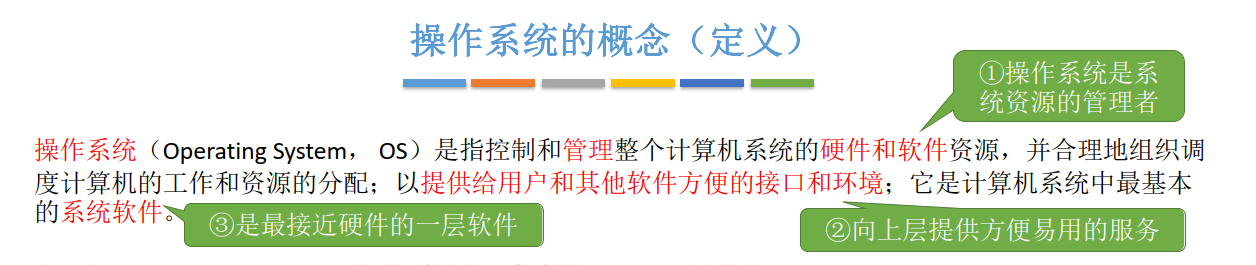 操作系统的概念（定义）
①操作系统是系
统资源的管理者
操作系统（Operating System， OS）是指控制和管理整个计算机系统的硬件和软件资源，并合理地组织调
度计算机的工作和资源的分配；以提供给用户和其他软件方便的接口和环境；它是计算机系统中最基本
的系统软件。
③是最接近硬件的一层软件
②向上层提供方便易用的服务